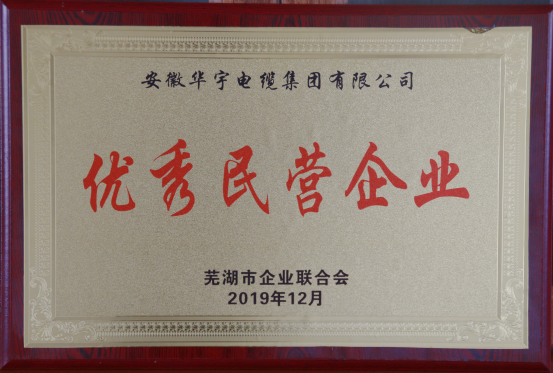 安徽华宇电缆集团有限公司
优秀民营企业
芜湖市企业联合会
2019年12月